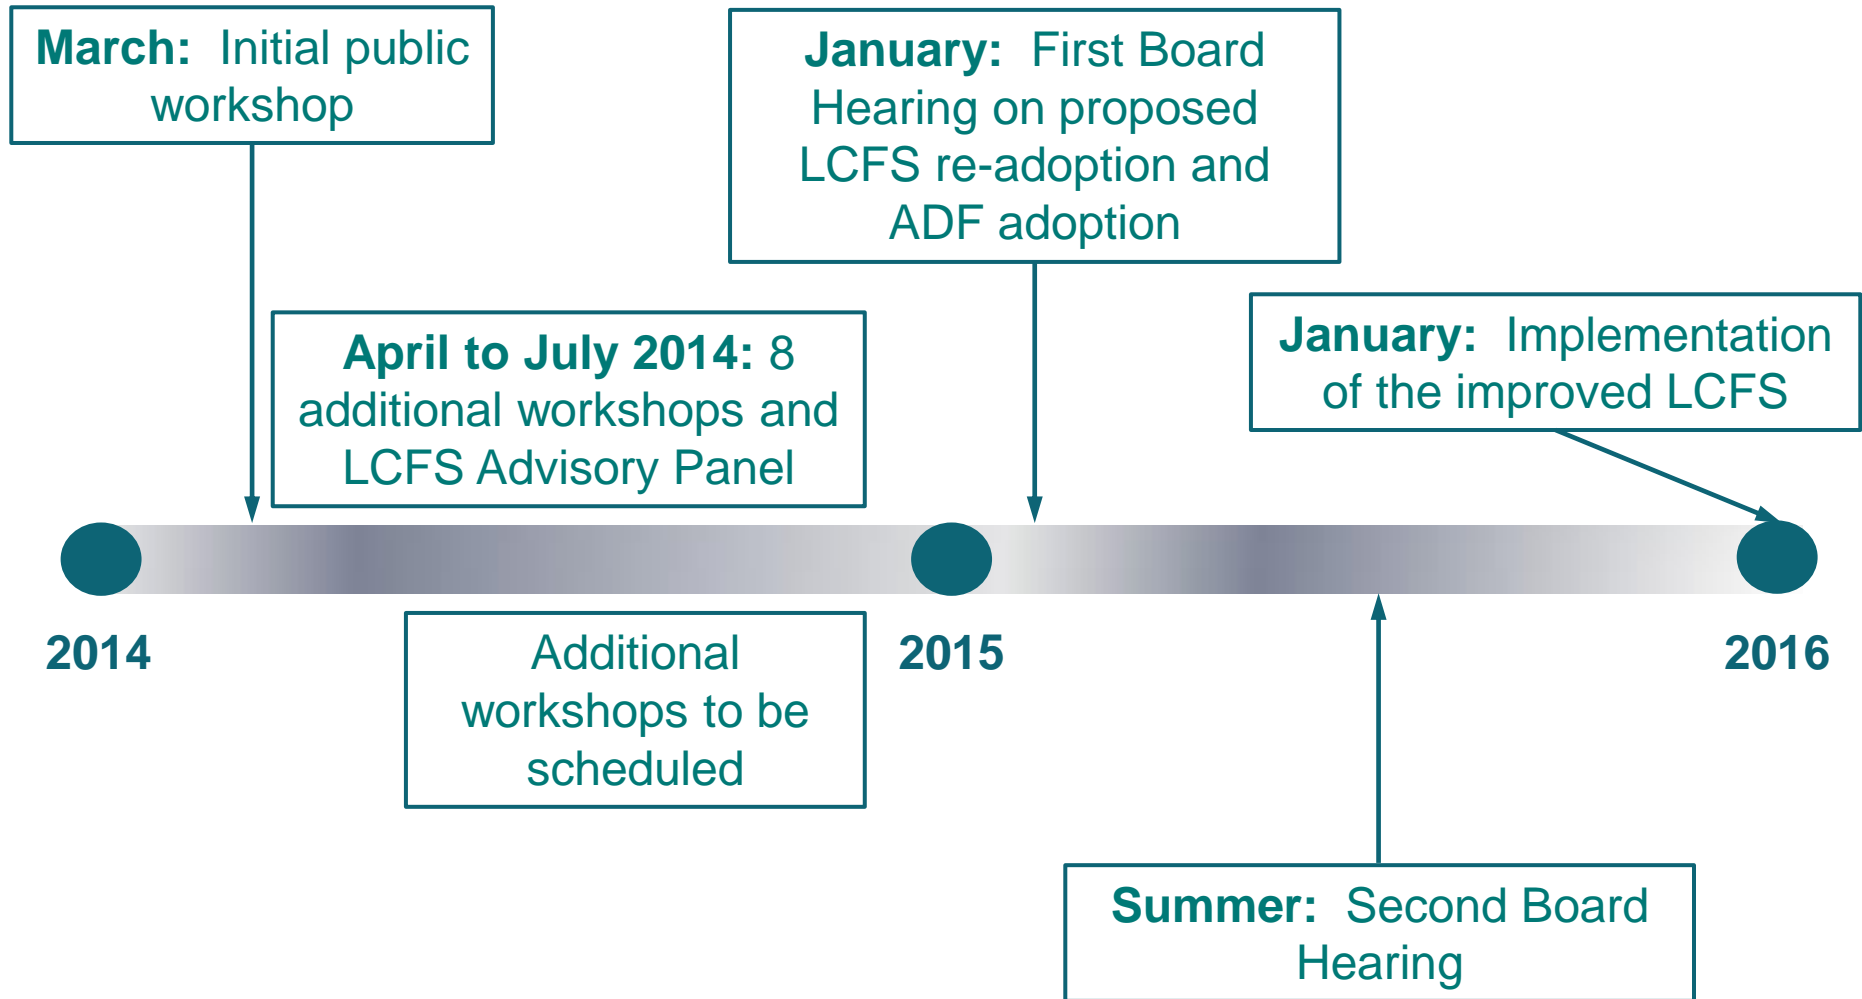 March: Initial public
workshop
January: First Board
Hearing on proposed
LCFS re-adoption and
ADF adoption
April to July 2014: 8
additional workshops and
LCFS Advisory Panel
January: Implementation
of the improved LCFS
2014
2015
2016
Additional
workshops to be
scheduled
Summer: Second Board
Hearing